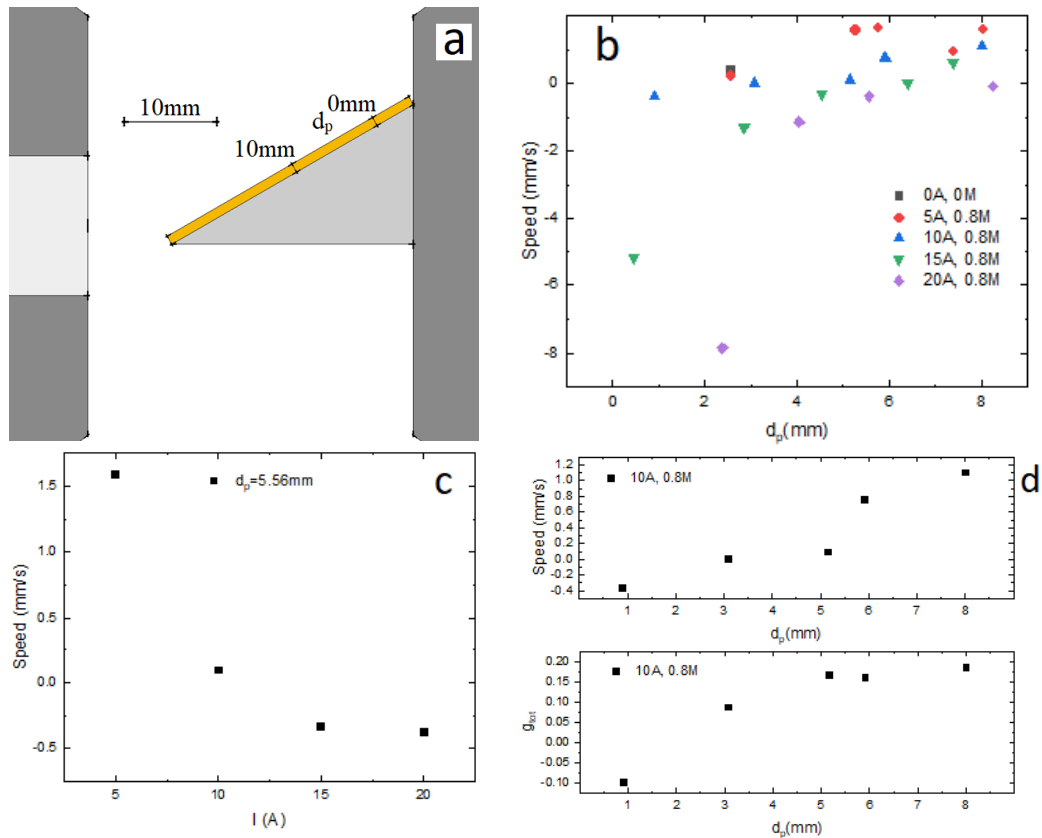 a
10mm
0mm
dp
10mm
b
0
-2
-4
-6
-8
Speed (mm/s)
0A, 0M
5A, 0.8M
10A, 0.8M
15A, 0.8M
20A, 0.8M
0 2 4 6 8
dp(mm)
c
dp=5.56mm
1.5
1.0
0.5
0.0
-0.5
Speed (mm/s)
5 10 15 20
I (A)
d
10A, 0.8M
1.2
1.0
0.8
0.6
0.4
0.2
0.0
-0.2
-0.4
Speed (mm/s)
1 2 3 4 5 6 7 8
dp(mm)
10A, 0.8M
0.20
0.15
0.10
0.05
0.00
-0.05
-0.10
gtot
1 2 3 4 5 6 7 8
dp(mm)